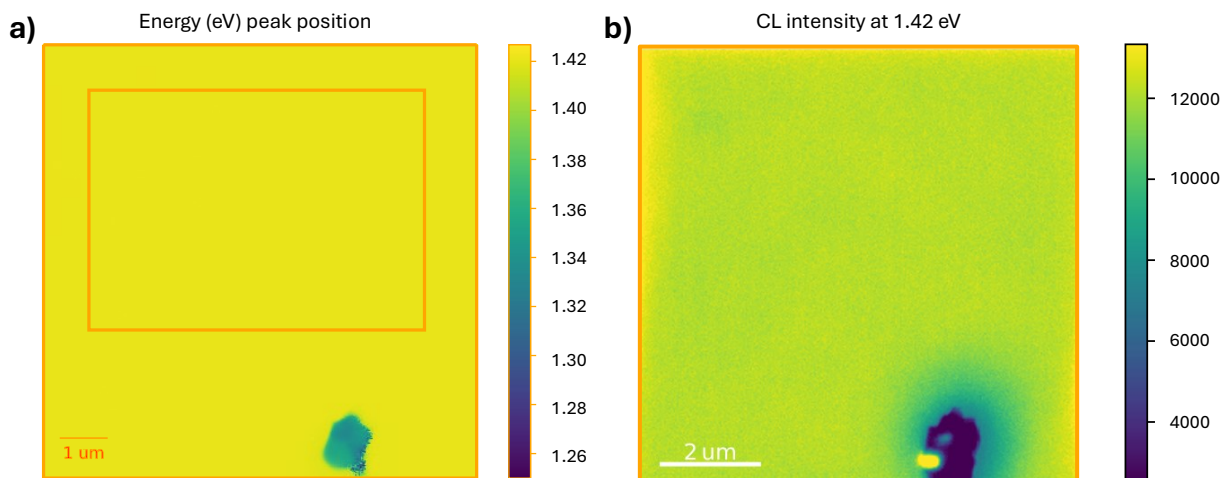 a)
Energy (eV) peak position
1.42
1.40
1.38
1.36
1.34
1.32
1.30
1.28
1.26
1 um
b)
CL intensity at 1.42 eV
12000
10000
8000
6000
4000
2 um